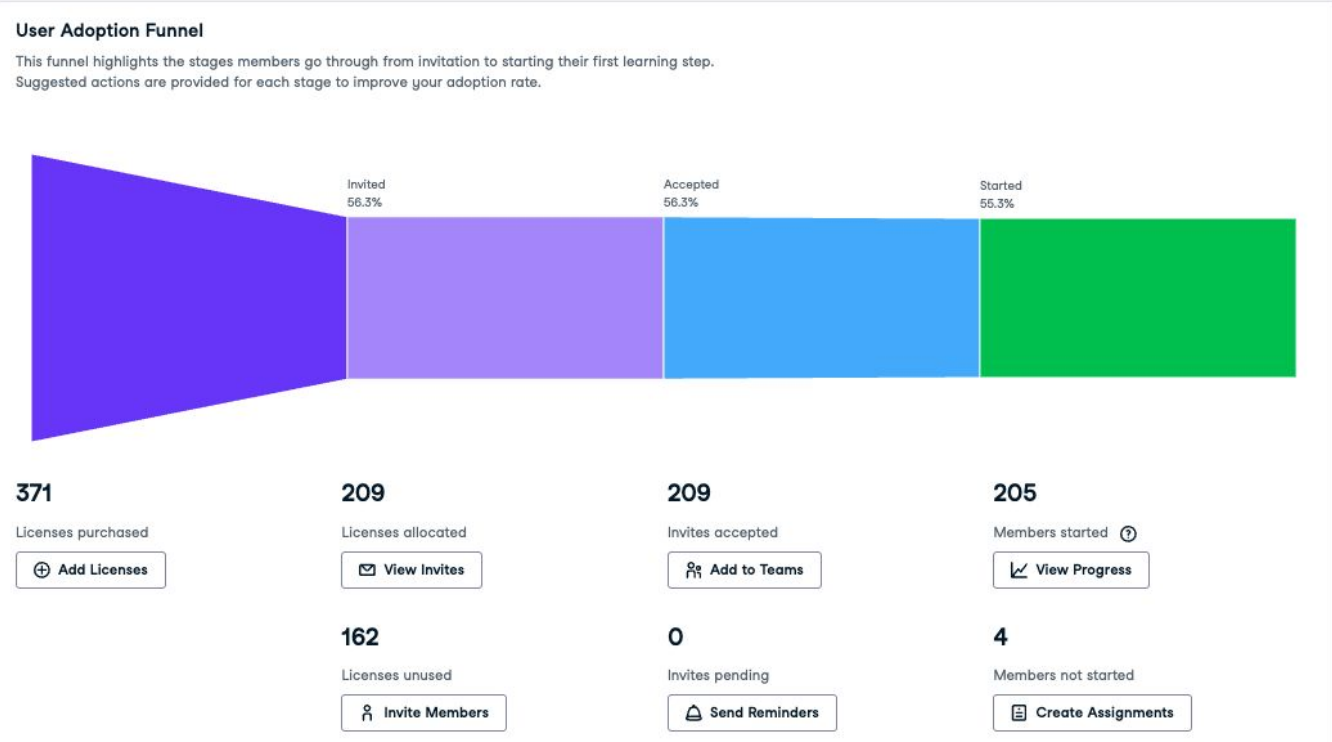 User Adoption Funnel
This funnel highlights the stages members go through from invitation to starting their first learning step.
Suggested actions are provided for each stage to improve your adoption rate.
Invited
56.3%
Accepted
56.3%
Started
55.3%
371
Licenses purchased
Add Licenses
209
Licenses allocated
View Invites
209
Invites accepted
Add to Teams
205
Members started ?
View Progress
162
Licenses unused
Invite Members
0
Invites pending
Send Reminders
4
Members not started
Create Assignments